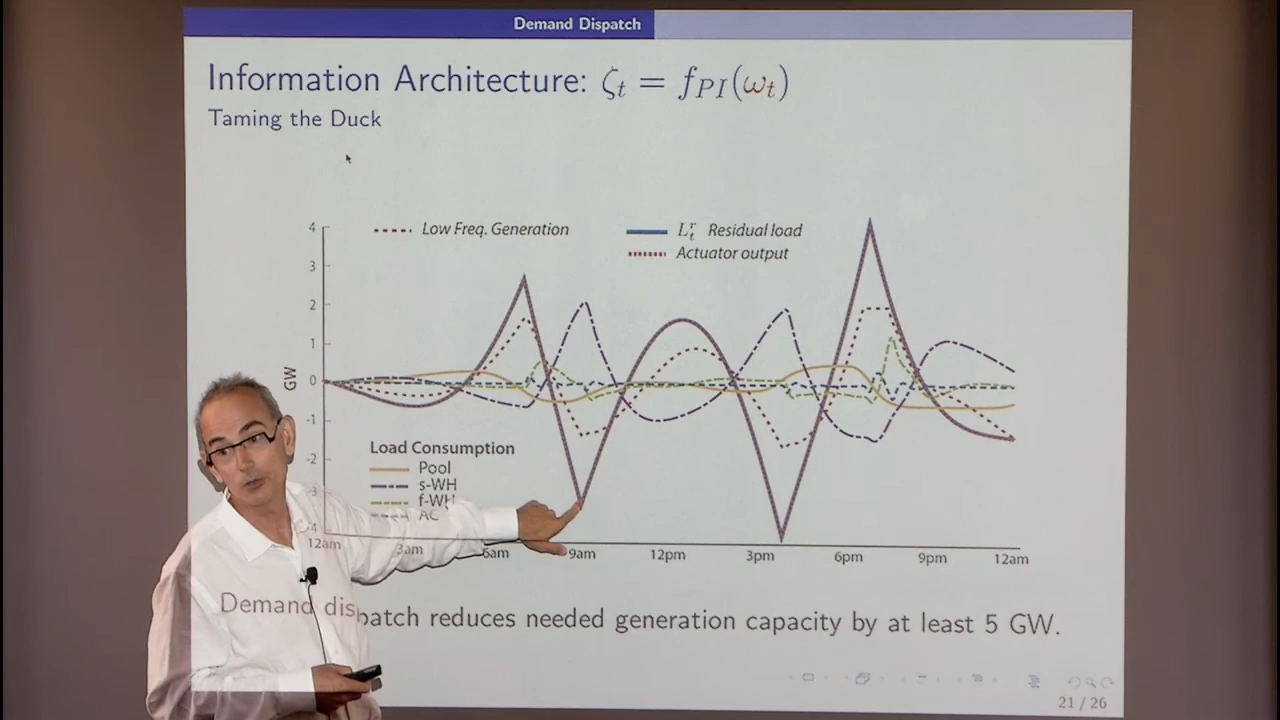 Demand Dispatch
Information Architecture: ζt = fPI(ωt)
Taming the Duck
Low Freq. Generation
L^r_t Residual load
Actuator output
4
3
2
1
0
-1
-2
-3
-4
GW
Load Consumption
Pool
s-WH
f-WH
AC
12am 3am 6am 9am 12pm 3pm 6pm 9pm 12am
Demand dispatch reduces needed generation capacity by at least 5 GW.
21 / 26